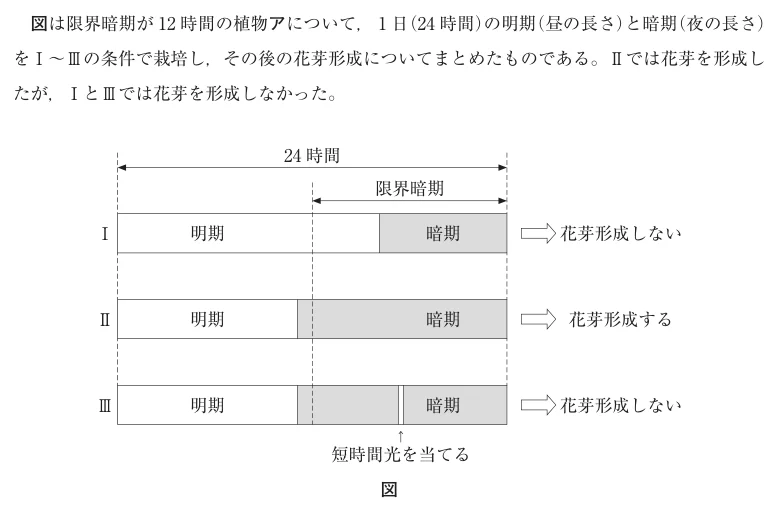 図は限界暗期が12時間の植物アについて，1日(24時間)の明期(昼の長さ)と暗期(夜の長さ)
をⅠ～Ⅲの条件で栽培し，その後の花芽形成についてまとめたものである。Ⅱでは花芽を形成し
たが，ⅠとⅢでは花芽を形成しなかった。
24時間
限界暗期
Ⅰ 明期 暗期 花芽形成しない
Ⅱ 明期 暗期 花芽形成する
Ⅲ 明期 暗期 花芽形成しない
↑
短時間光を当てる
図